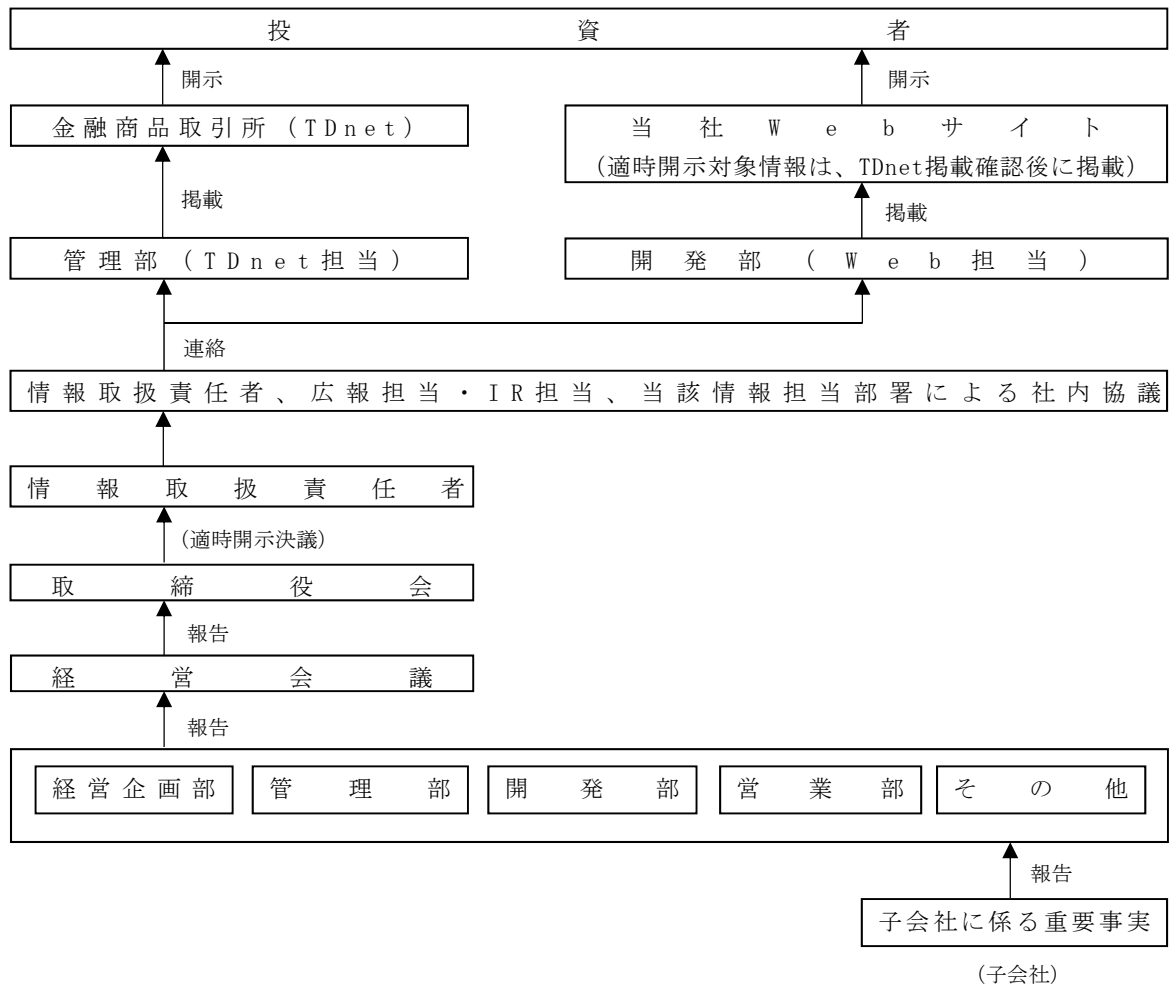 投資者
開示
開示
金融商品取引所(TDnet)
当社Webサイト
(適時開示対象情報は、TDnet掲載確認後に掲載)
掲載
掲載
管理部(TDnet担当)
開発部(Web担当)
連絡
情報取扱責任者、広報担当・IR担当、当該情報担当部署による社内協議
情報取扱責任者
(適時開示決議)
取締役会
報告
経営会議
報告
経営企画部
管理部
開発部
営業部
その他
報告
子会社に係る重要事実
(子会社)